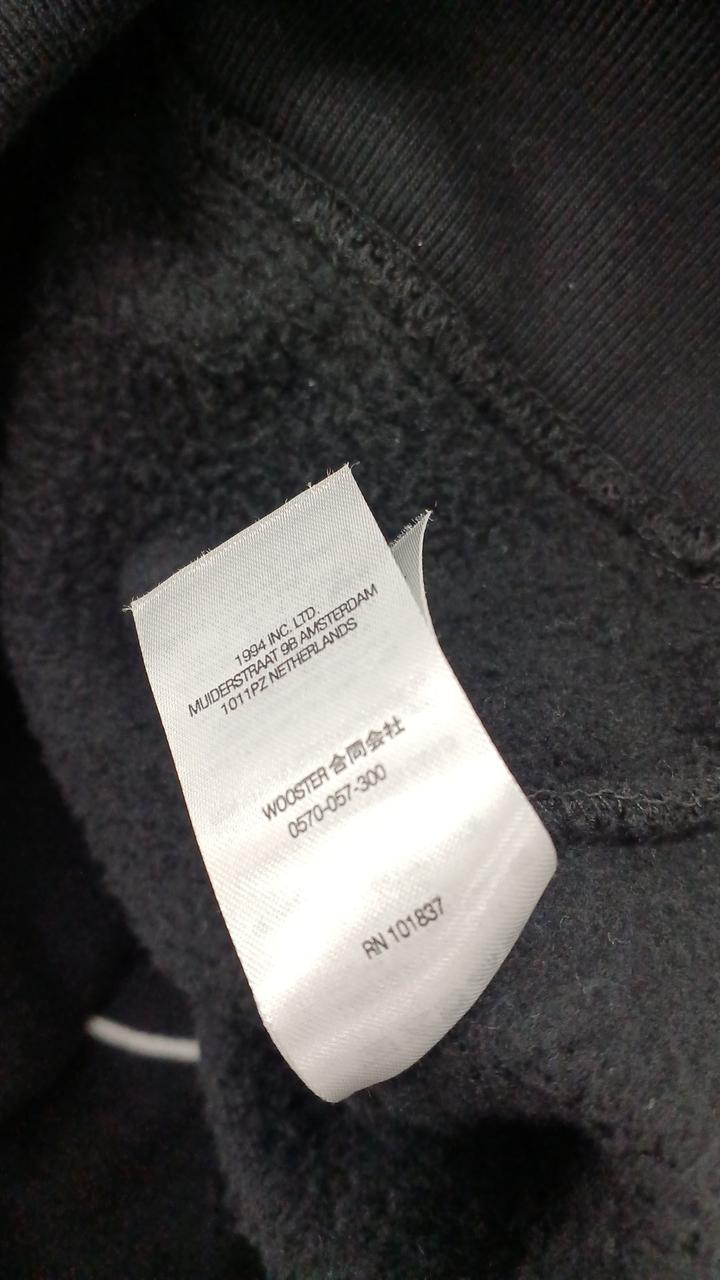 1994 INC. LTD.
MUIDERSTRAAT 9B AMSTERDAM
1011PZ NETHERLANDS
WOOSTER 合同会社
0570-057-300
RN 101837